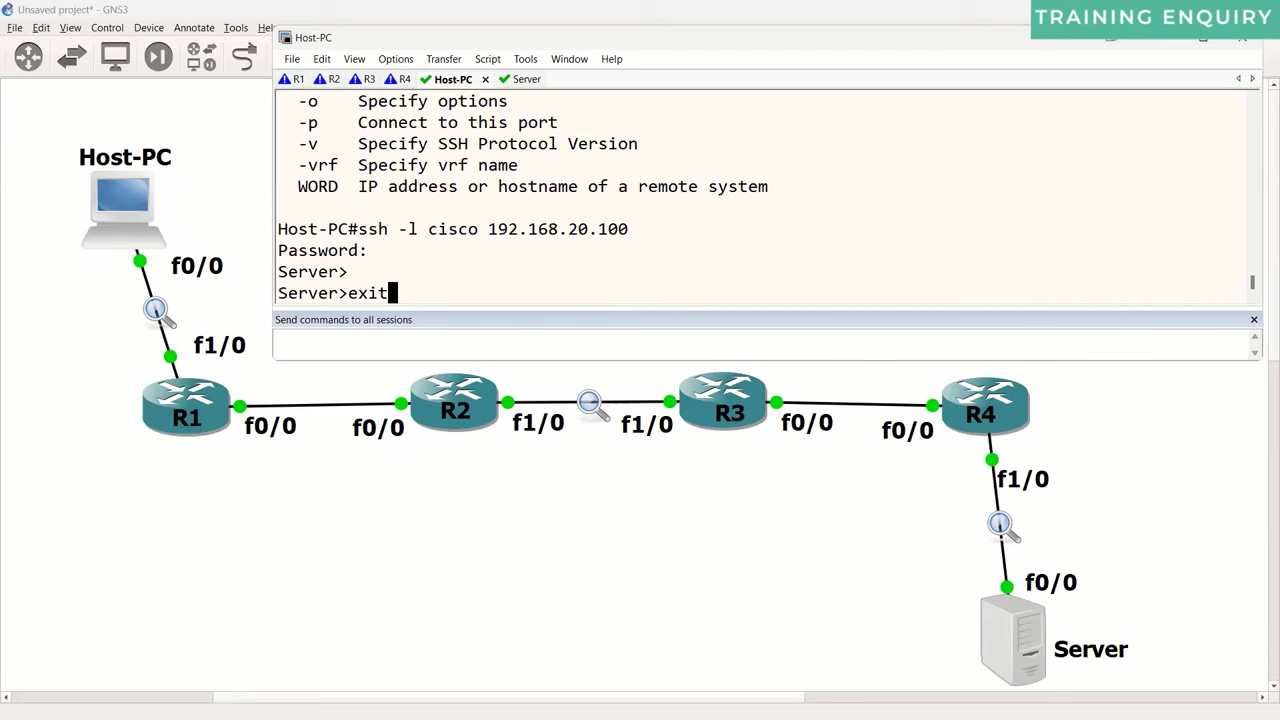 Unsaved project* - GNS3
TRAINING ENQUIRY
File Edit View Control Device Annotate Tools
Host-PC
File Edit View Options Transfer Script Tools Window Help
R1 R2 R3 R4 Host-PC × Server
-o Specify options
-p Connect to this port
-v Specify SSH Protocol Version
-vrf Specify vrf name
WORD IP address or hostname of a remote system
Host-PC#ssh -l cisco 192.168.20.100
Password:
Server>
Server>exit
Send commands to all sessions
Host-PC
f0/0
f1/0
R1
f0/0
f0/0
R2
f1/0
f1/0
R3
f0/0
f0/0
R4
f1/0
f0/0
Server